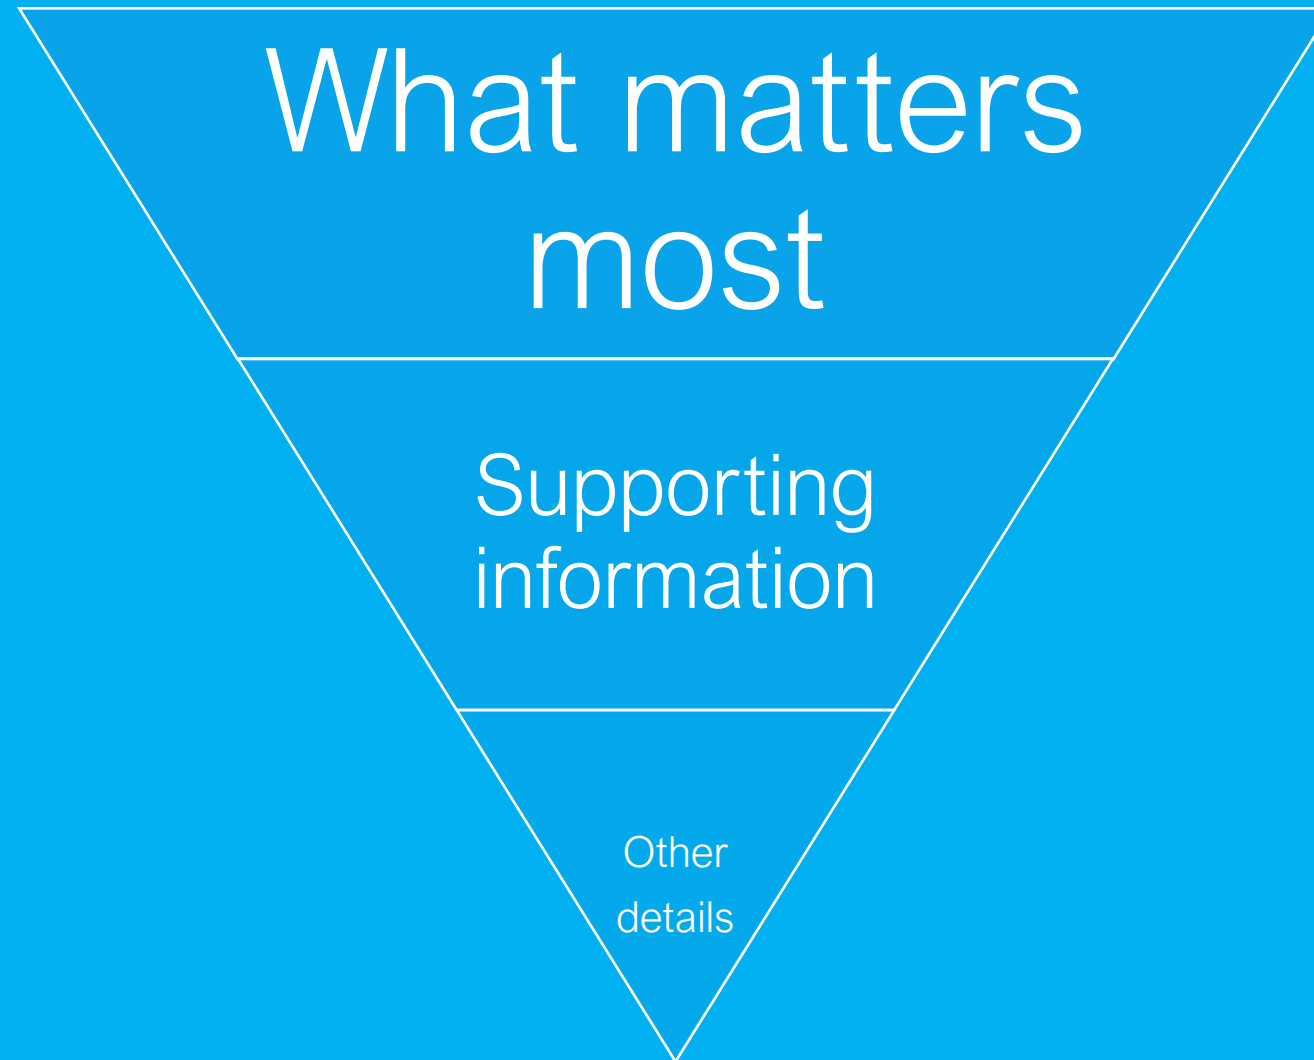 What matters
most
Supporting
information
Other
details